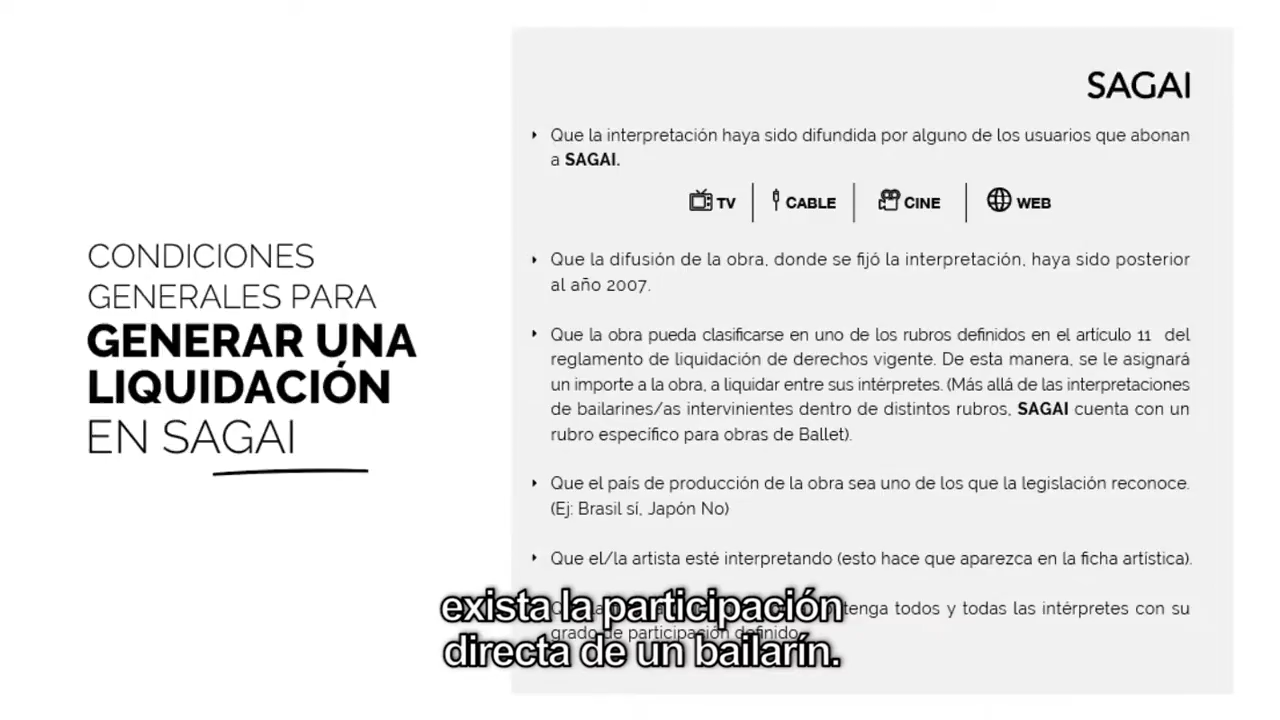 CONDICIONES
GENERALES PARA
GENERAR UNA
LIQUIDACIÓN
EN SAGAI
SAGAI
Que la interpretación haya sido difundida por alguno de los usuarios que abonan
a SAGAI.
TV
CABLE
CINE
WEB
Que la difusión de la obra, donde se fijó la interpretación, haya sido posterior
al año 2007.
Que la obra pueda clasificarse en uno de los rubros definidos en el artículo 11 del
reglamento de liquidación de derechos vigente. De esta manera, se le asignará
un importe a la obra, a liquidar entre sus intérpretes. (Más allá de las interpretaciones
de bailarines/as intervinientes dentro de distintos rubros, SAGAI cuenta con un
rubro específico para obras de Ballet).
Que el país de producción de la obra sea uno de los que la legislación reconoce.
(Ej: Brasil sí, Japón No)
Que el/la artista esté interpretando (esto hace que aparezca en la ficha artística).
tenga todos y todas las intérpretes con su
grado de participación definido.
exista la participación
directa de un bailarín.